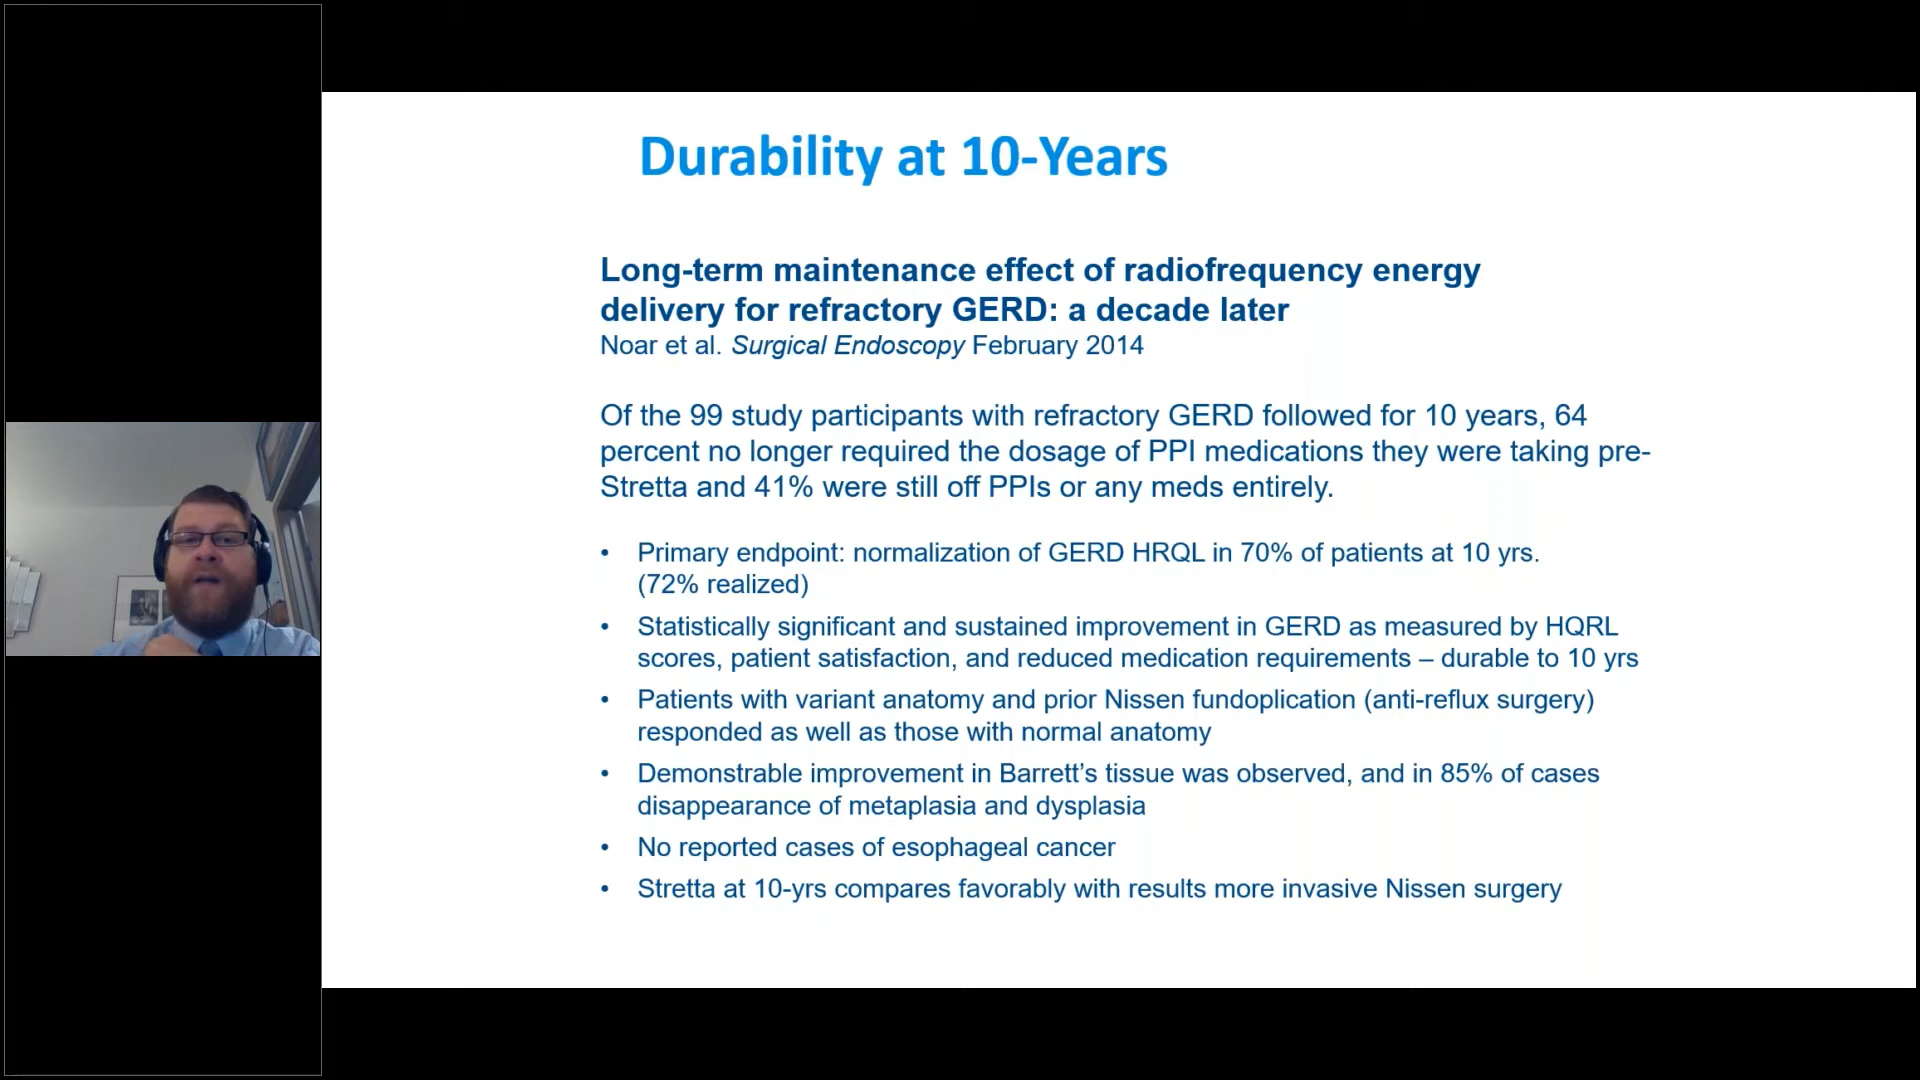 Durability at 10-Years
Long-term maintenance effect of radiofrequency energy
delivery for refractory GERD: a decade later
Noar et al. Surgical Endoscopy February 2014
Of the 99 study participants with refractory GERD followed for 10 years, 64
percent no longer required the dosage of PPI medications they were taking pre-
Stretta and 41% were still off PPIs or any meds entirely.
• Primary endpoint: normalization of GERD HRQL in 70% of patients at 10 yrs.
(72% realized)
• Statistically significant and sustained improvement in GERD as measured by HQRL
scores, patient satisfaction, and reduced medication requirements – durable to 10 yrs
• Patients with variant anatomy and prior Nissen fundoplication (anti-reflux surgery)
responded as well as those with normal anatomy
• Demonstrable improvement in Barrett’s tissue was observed, and in 85% of cases
disappearance of metaplasia and dysplasia
• No reported cases of esophageal cancer
• Stretta at 10-yrs compares favorably with results more invasive Nissen surgery